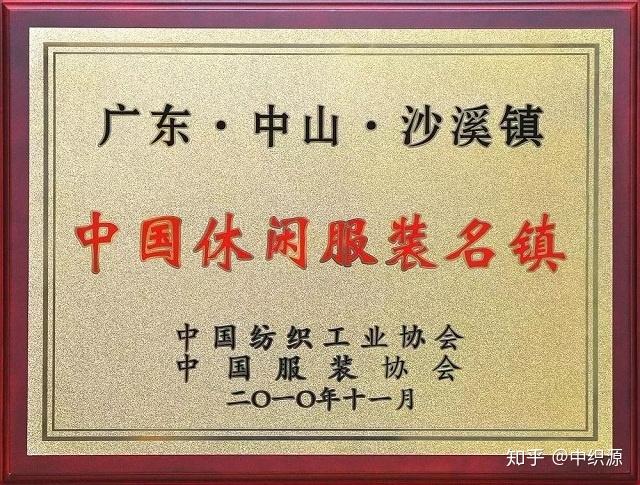 广东·中山·沙溪镇
中国休闲服装名镇
中国纺织工业协会
中国服装协会
二〇一〇年十一月
知乎 @中织源